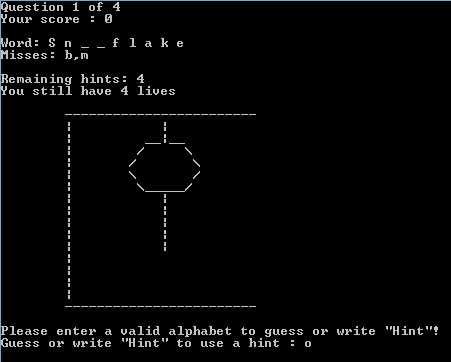 Question 1 of 4
Your score : 0
Word: S n _ _ f l a k e
Misses: b,m
Remaining hints: 4
You still have 4 lives
Please enter a valid alphabet to guess or write "Hint"!
Guess or write "Hint" to use a hint : o